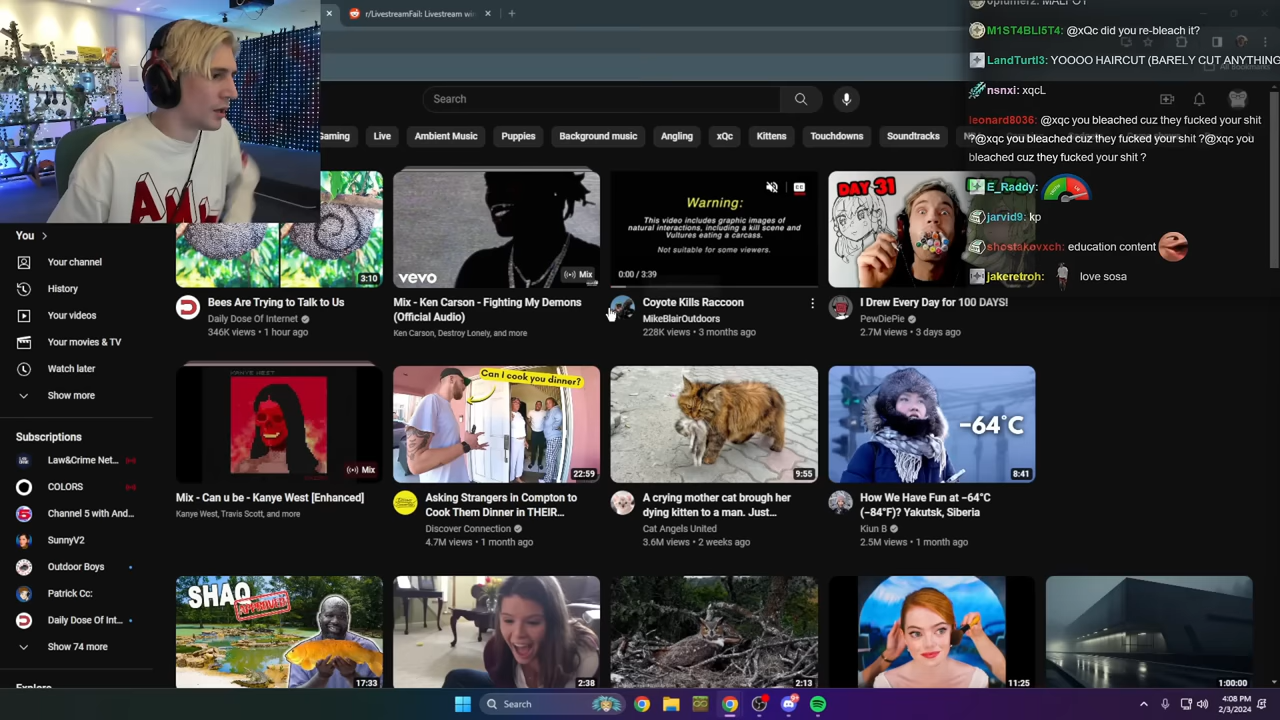 r/LivestreamFail: Livestream wi
Search
Gaming
Live
Ambient Music
Puppies
Background music
Angling
xQc
Kittens
Touchdowns
Soundtracks
M1ST4BLI5T4: @xQc did you re-bleach it?
LandTurtl3: YOOOO HAIRCUT (BARELY CUT ANYTHING
nsnxi: xqcL
leonard8036: @xqc you bleached cuz they fucked your shit
?@xqc you bleached cuz they fucked your shit ?@xqc you
bleached cuz they fucked your shit ?
E_Raddy:
jarvid9: kp
shostakovxch: education content
jakeretroh: love sosa
You
Your channel
History
Your videos
Your movies & TV
Watch later
Show more
Subscriptions
Law&Crime Net...
COLORS
Channel 5 with And...
SunnyV2
Outdoor Boys
Patrick Cc:
Daily Dose Of Int...
Show 74 more
Explore
3:10
Bees Are Trying to Talk to Us
Daily Dose Of Internet
346K views • 1 hour ago
vevo
Mix
Mix - Ken Carson - Fighting My Demons
(Official Audio)
Ken Carson, Destroy Lonely, and more
Warning:
This video includes graphic images of
natural interactions, including a kill scene and
Vultures eating a carcass.
Not suitable for some viewers.
0:00 / 3:39
Coyote Kills Raccoon
MikeBlairOutdoors
228K views • 3 months ago
DAY 31
I Drew Every Day for 100 DAYS!
PewDiePie
2.7M views • 3 days ago
KANYE WEST
Mix
Mix - Can u be - Kanye West [Enhanced]
Kanye West, Travis Scott, and more
Can I cook you dinner?
22:59
Asking Strangers in Compton to
Cook Them Dinner in THEIR...
Discover Connection
4.7M views • 1 month ago
9:55
A crying mother cat brough her
dying kitten to a man. Just...
Cat Angels United
3.6M views • 2 weeks ago
-64°C
8:41
How We Have Fun at −64°C
(−84°F)? Yakutsk, Siberia
Kiun B
2.5M views • 1 month ago
SHAQ
APPROVED
17:33
2:38
2:13
11:25
1:00:00
Search
4:08 PM
2/3/2024